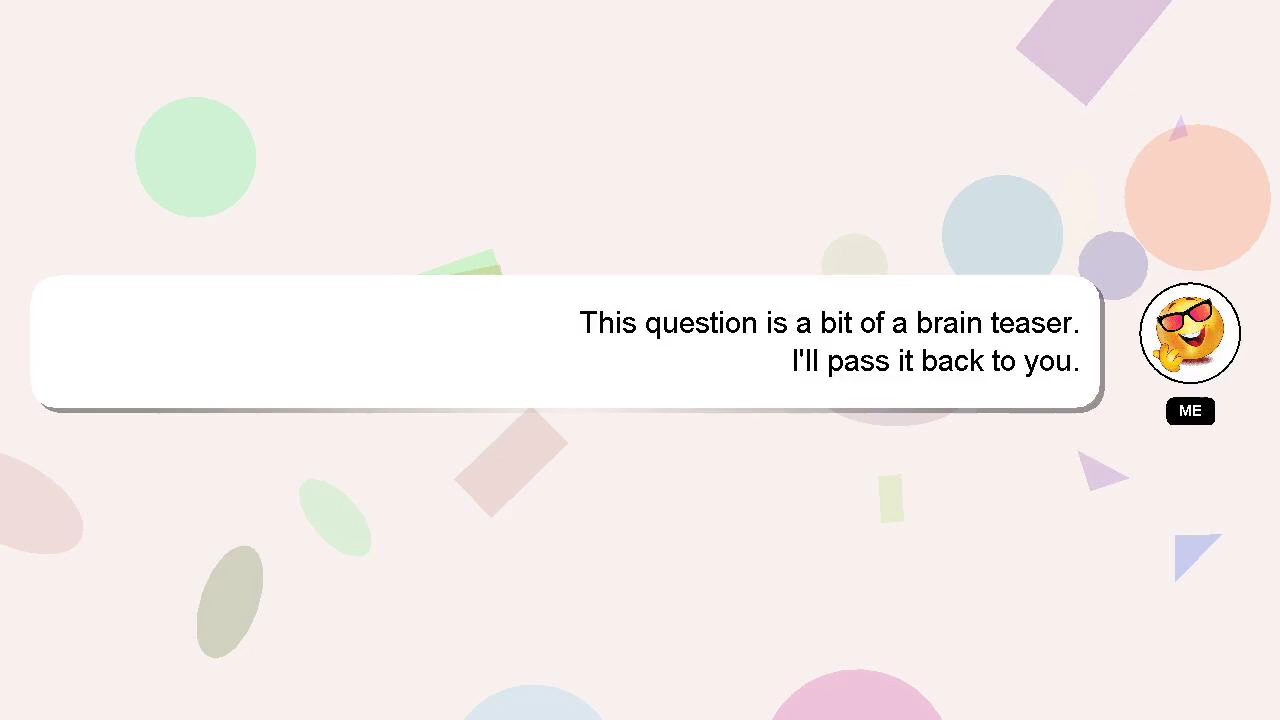 This question is a bit of a brain teaser.
I'll pass it back to you.
ME